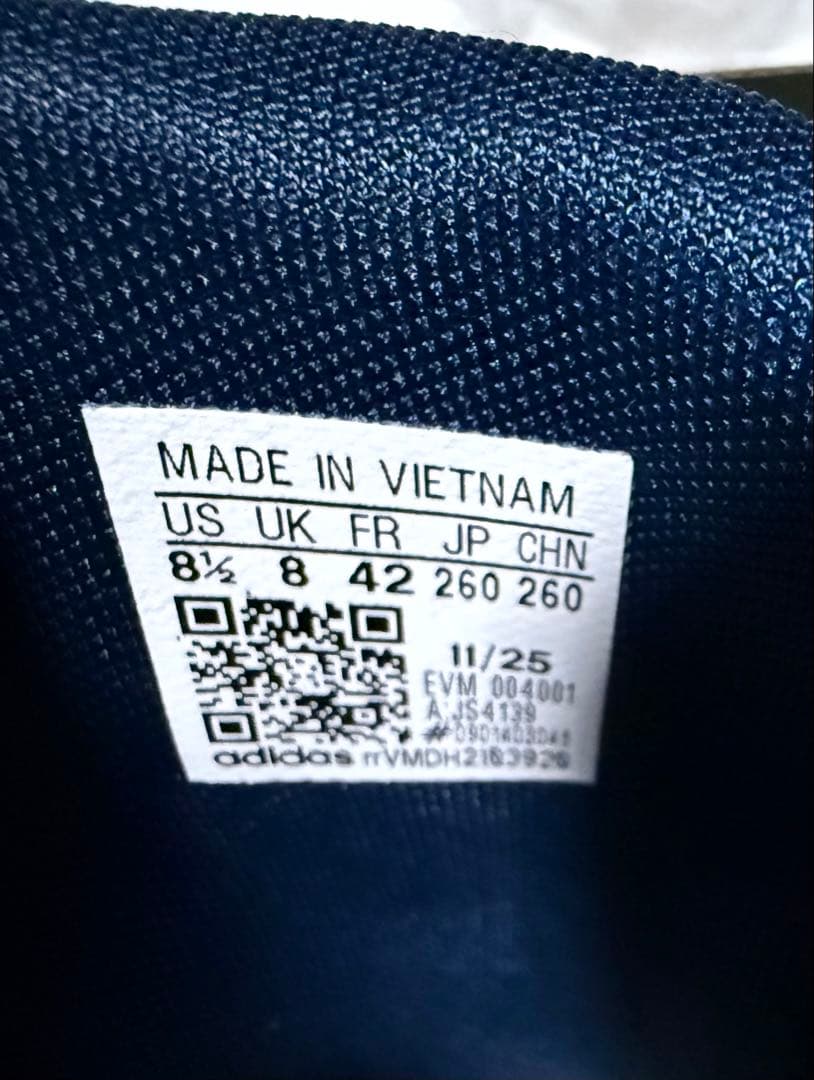 MADE IN VIETNAM
US UK FR JP CHN
8½ 8 42 260 260
11/25
EVM 004001
A JS4139
adidas